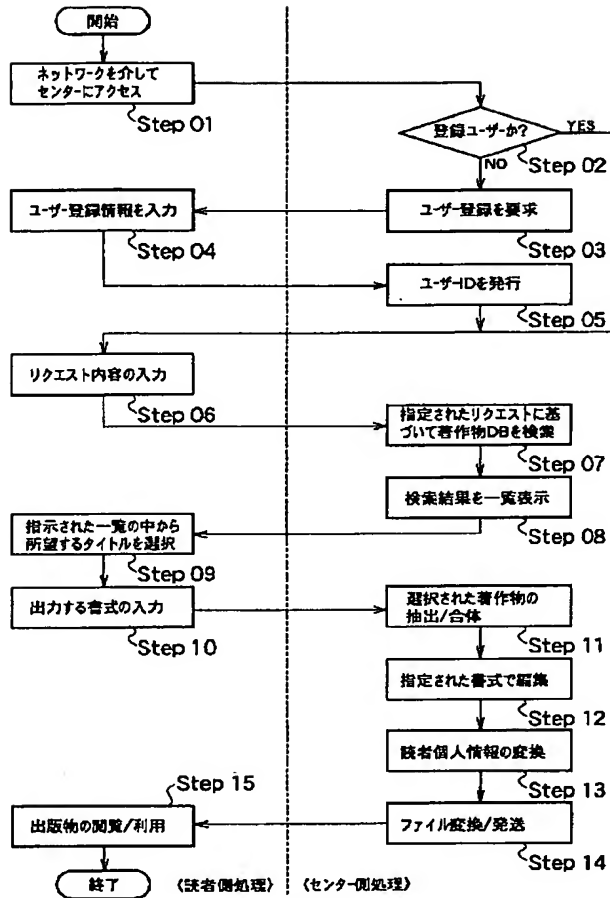 開始
ネットワークを介して
センターにアクセス
Step 01
登録ユーザーか?
YES
Step 02
NO
ユーザー登録を要求
Step 03
ユーザー登録情報を入力
Step 04
ユーザーIDを発行
Step 05
リクエスト内容の入力
Step 06
指定されたリクエストに基
づいて著作物DBを検索
Step 07
検索結果を一覧表示
Step 08
指示された一覧の中から
所望するタイトルを選択
Step 09
出力する書式の入力
Step 10
選択された著作物の
抽出/合体
Step 11
指定された書式で編集
Step 12
読者個人情報の変換
Step 13
ファイル変換/発送
Step 14
Step 15
出版物の閲覧/利用
終了
〈読者側処理〉
〈センター側処理〉